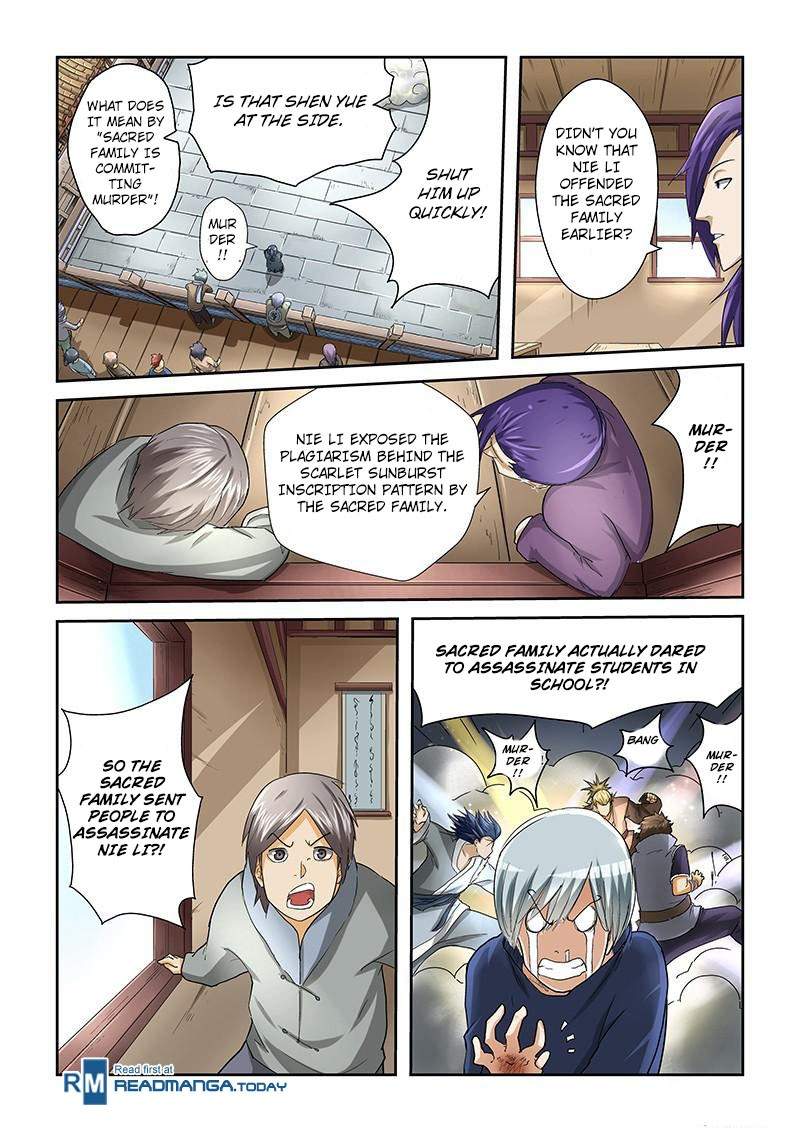 WHAT DOES
IT MEAN BY
"SACRED
FAMILY IS
COMMIT-
TING
MURDER"!
IS THAT SHEN YUE
AT THE SIDE.
SHUT
HIM UP
QUICKLY!
MUR
DER
!!
DIDN'T YOU
KNOW THAT
NIE LI
OFFENDED
THE SACRED
FAMILY
EARLIER?
NIE LI EXPOSED THE
PLAGIARISM BEHIND THE
SCARLET SUNBURST
INSCRIPTION PATTERN BY
THE SACRED FAMILY.
MUR-
DER
!!
SO THE
SACRED
FAMILY SENT
PEOPLE TO
ASSASSINATE
NIE LI?!
SACRED FAMILY ACTUALLY DARED
TO ASSASSINATE STUDENTS IN
SCHOOL?!
MUR-
DER
!!
BANG
MUR-
DER
!!
RM
Read first at
READMANGA.TODAY